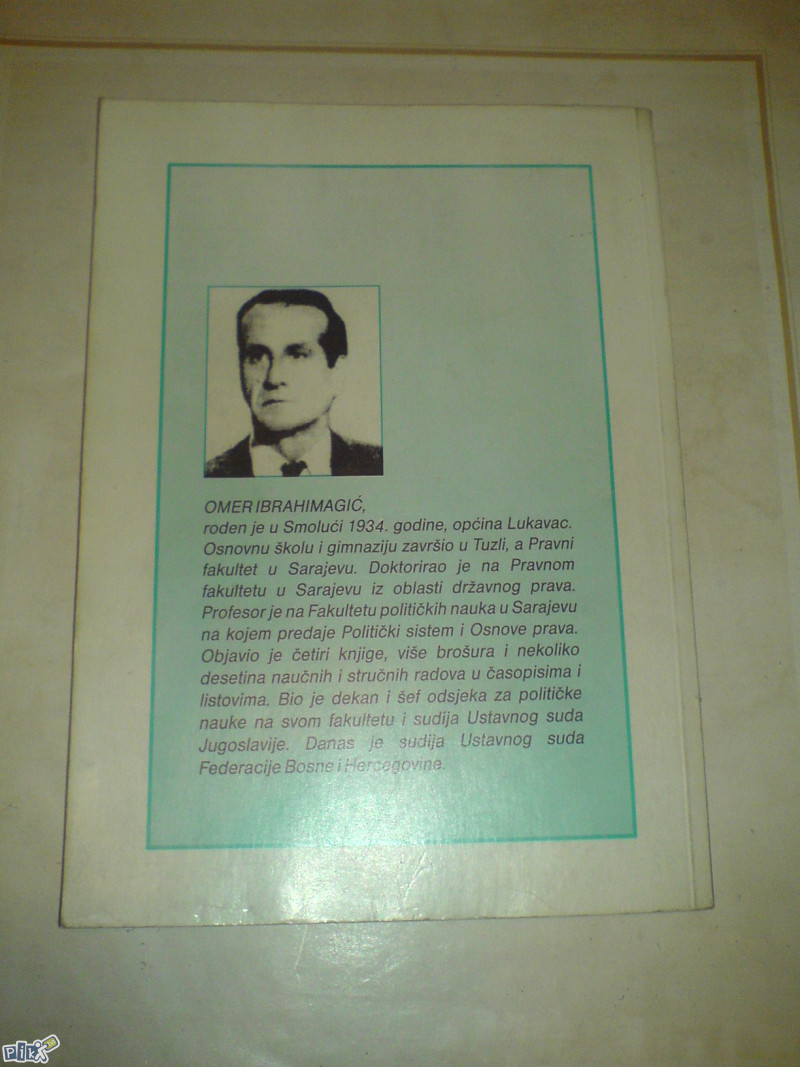 OMER IBRAHIMAGIĆ,
rođen je u Smolući 1934. godine, općina Lukavac.
Osnovnu školu i gimnaziju završio u Tuzli, a Pravni
fakultet u Sarajevu. Doktorirao je na Pravnom
fakultetu u Sarajevu iz oblasti državnog prava.
Profesor je na Fakultetu političkih nauka u Sarajevu
na kojem predaje Politički sistem i Osnove prava.
Objavio je četiri knjige, više brošura i nekoliko
desetina naučnih i stručnih radova u časopisima i
listovima. Bio je dekan i šef odsjeka za političke
nauke na svom fakultetu i sudija Ustavnog suda
Jugoslavije. Danas je sudija Ustavnog suda
Federacije Bosne i Hercegovine.
pik